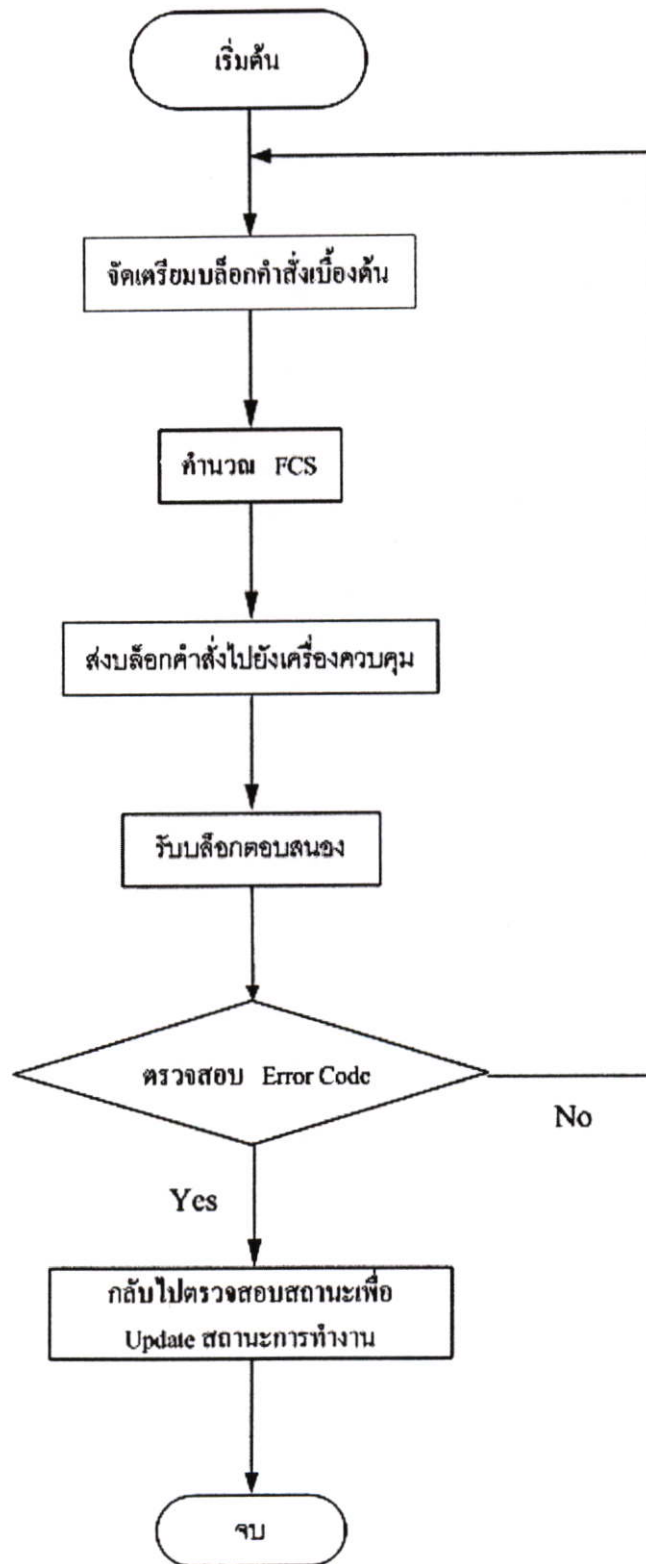 เริ่มต้น
จัดเตรียมบล็อกคำสั่งเบื้องต้น
คำนวณ FCS
ส่งบล็อกคำสั่งไปยังเครื่องควบคุม
รับบล็อกตอบสนอง
ตรวจสอบ Error Code
No
Yes
กลับไปตรวจสอบสถานะเพื่อ
Update สถานะการทำงาน
จบ